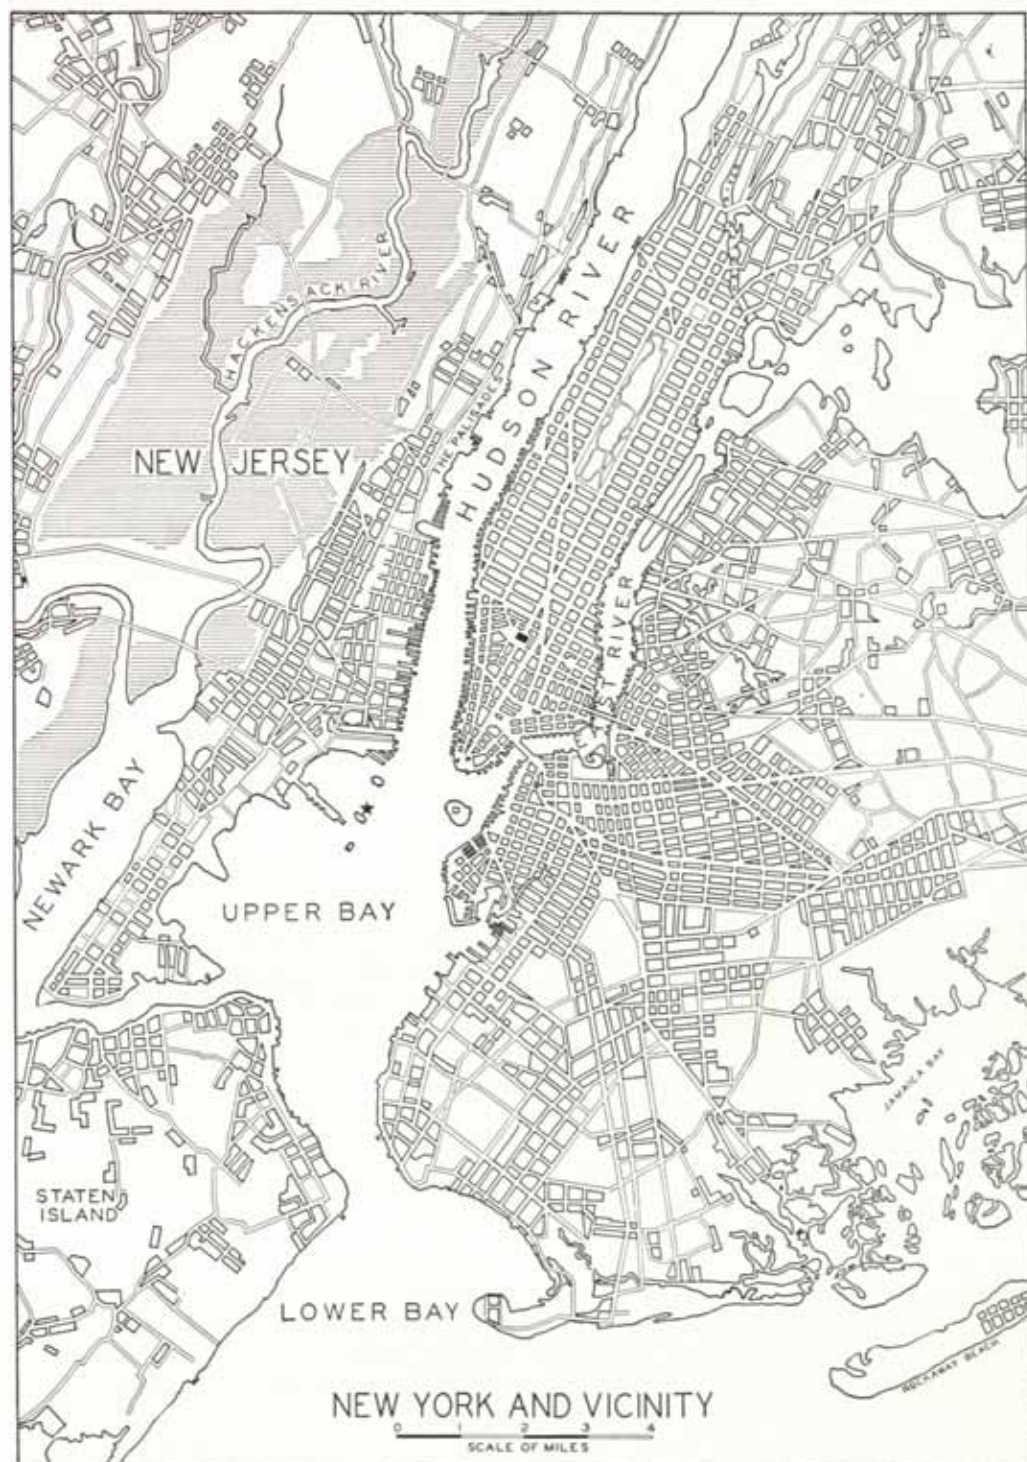 HUDSON RIVER
HACKENSACK RIVER
THE PALISADES
NEW JERSEY
EAST RIVER
NEWARK BAY
UPPER BAY
JAMAICA BAY
STATEN
ISLAND
LOWER BAY
ROCKAWAY BEACH
NEW YORK AND VICINITY
0 1 2 3 4
SCALE OF MILES